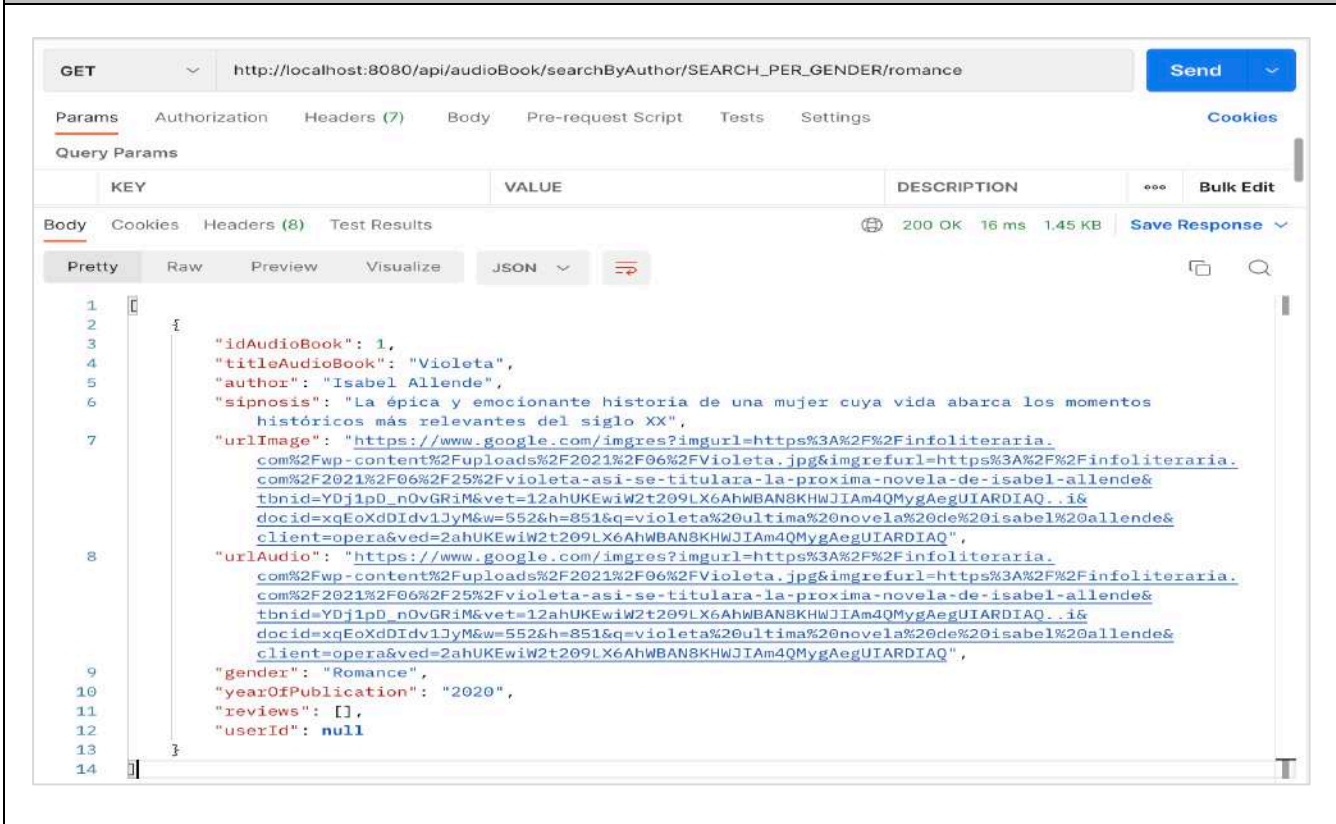 GET http://localhost:8080/api/audioBook/searchByAuthor/SEARCH_PER_GENDER/romance Send
Params Authorization Headers (7) Body Pre-request Script Tests Settings Cookies
Query Params
KEY VALUE DESCRIPTION ooo Bulk Edit
Body Cookies Headers (8) Test Results 200 OK 16 ms 1.45 KB Save Response
Pretty Raw Preview Visualize JSON
1 [
2 {
3 "idAudioBook": 1,
4 "titleAudioBook": "Violeta",
5 "author": "Isabel Allende",
6 "sipnosis": "La épica y emocionante historia de una mujer cuya vida abarca los momentos
históricos más relevantes del siglo XX",
7 "urlImage": "https://www.google.com/imgres?imgurl=https%3A%2F%2Finfoliteraria.
com%2Fwp-content%2Fuploads%2F2021%2F06%2FVioleta.jpg&imgrefurl=https%3A%2F%2Finfoliteraria.
com%2F2021%2F06%2F25%2Fvioleta-asi-se-titulara-la-proxima-novela-de-isabel-allende&
tbnid=YDj1pD_nOvGRiM&vet=12ahUKEwiW2t209LX6AhWBAN8KHWJIAm4QMygAegUIARDIAQ..i&
docid=xqEoXdDIdv1JyM&w=552&h=851&q=violeta%20ultima%20novela%20de%20isabel%20allende&
client=opera&ved=2ahUKEwiW2t209LX6AhWBAN8KHWJIAm4QMygAegUIARDIAQ",
8 "urlAudio": "https://www.google.com/imgres?imgurl=https%3A%2F%2Finfoliteraria.
com%2Fwp-content%2Fuploads%2F2021%2F06%2FVioleta.jpg&imgrefurl=https%3A%2F%2Finfoliteraria.
com%2F2021%2F06%2F25%2Fvioleta-asi-se-titulara-la-proxima-novela-de-isabel-allende&
tbnid=YDj1pD_nOvGRiM&vet=12ahUKEwiW2t209LX6AhWBAN8KHWJIAm4QMygAegUIARDIAQ..i&
docid=xqEoXdDIdv1JyM&w=552&h=851&q=violeta%20ultima%20novela%20de%20isabel%20allende&
client=opera&ved=2ahUKEwiW2t209LX6AhWBAN8KHWJIAm4QMygAegUIARDIAQ",
9 "gender": "Romance",
10 "yearOfPublication": "2020",
11 "reviews": [],
12 "userId": null
13 }
14 ]